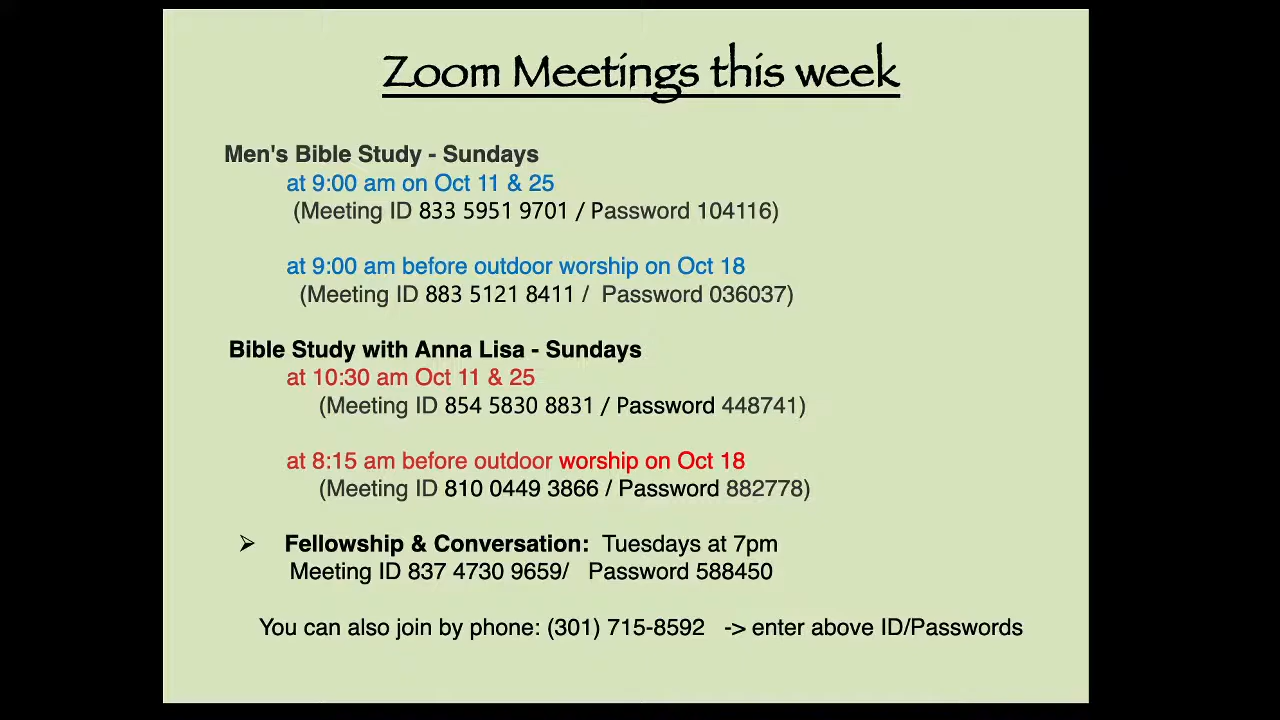 Zoom Meetings this week
Men's Bible Study - Sundays
at 9:00 am on Oct 11 & 25
(Meeting ID 833 5951 9701 / Password 104116)
at 9:00 am before outdoor worship on Oct 18
(Meeting ID 883 5121 8411 / Password 036037)
Bible Study with Anna Lisa - Sundays
at 10:30 am Oct 11 & 25
(Meeting ID 854 5830 8831 / Password 448741)
at 8:15 am before outdoor worship on Oct 18
(Meeting ID 810 0449 3866 / Password 882778)
➢ Fellowship & Conversation: Tuesdays at 7pm
Meeting ID 837 4730 9659/ Password 588450
You can also join by phone: (301) 715-8592 -> enter above ID/Passwords